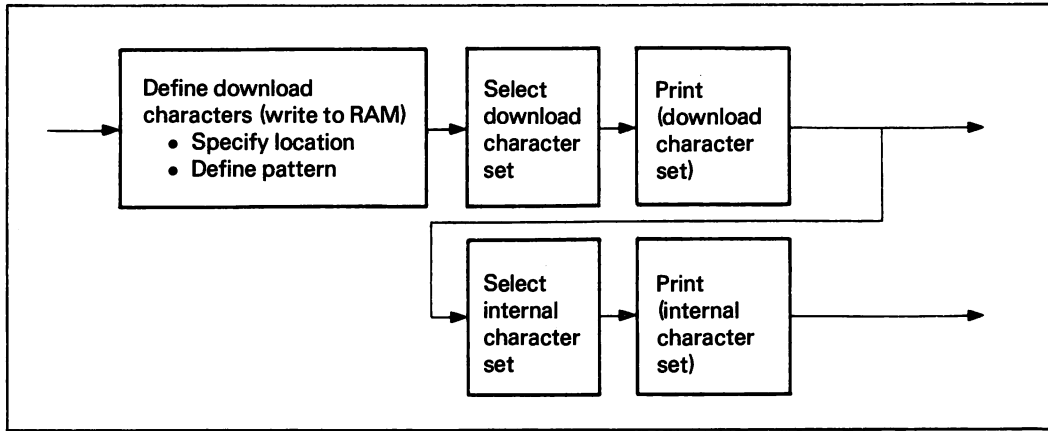 Define download
characters (write to RAM)
• Specify location
• Define pattern
Select
download
character
set
Print
(download
character
set)
Select
internal
character
set
Print
(internal
character
set)